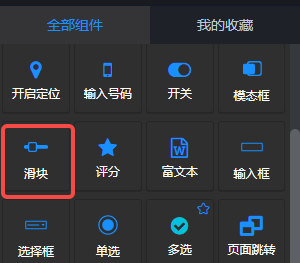 全部组件 我的收藏
开启定位 输入号码 开关 模态框
滑块 评分 富文本 输入框
选择框 单选 多选 页面跳转